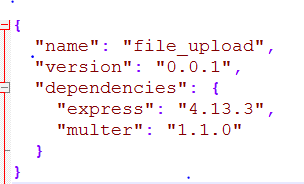 {
"name": "file_upload",
"version": "0.0.1",
"dependencies": {
"express": "4.13.3",
"multer": "1.1.0"
}
}